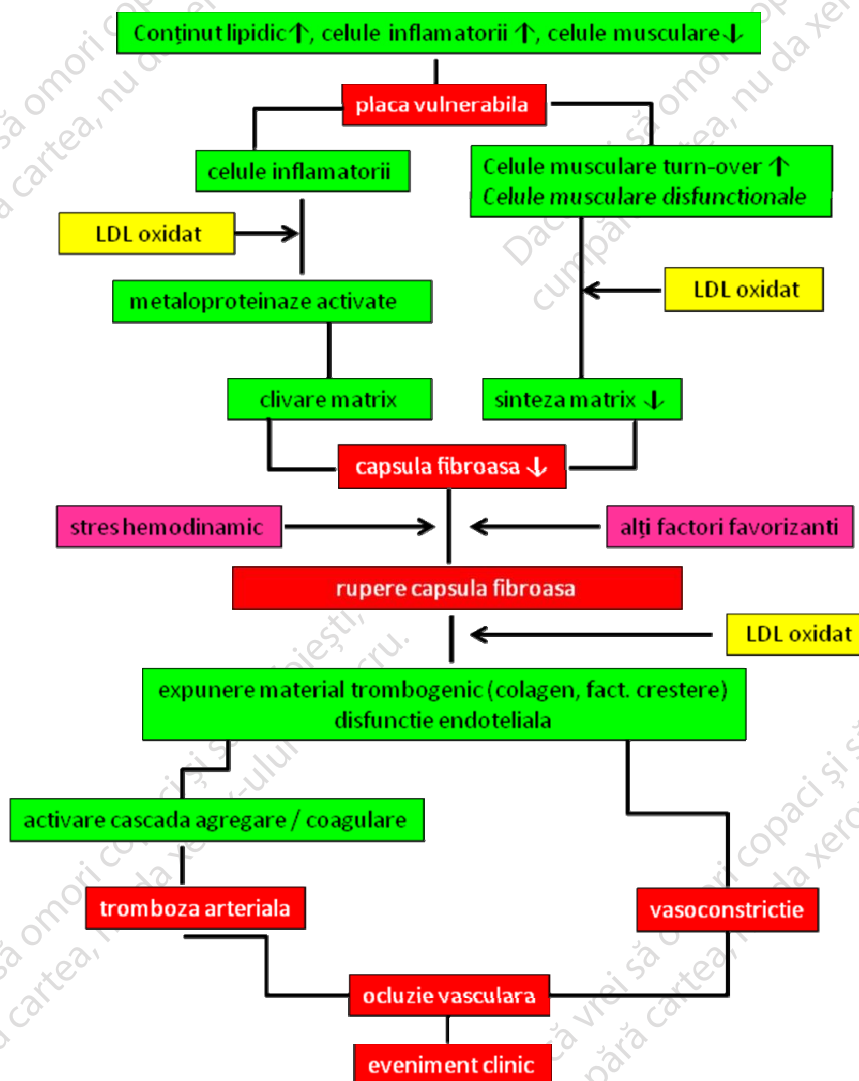 Conținut lipidic↑, celule inflamatorii ↑, celule musculare↓
placa vulnerabila
celule inflamatorii
Celule musculare turn-over ↑
Celule musculare disfunctionale
LDL oxidat
LDL oxidat
metaloproteinaze activate
clivare matrix
sinteza matrix ↓
capsula fibroasa ↓
stres hemodinamic
alți factori favorizanti
rupere capsula fibroasa
LDL oxidat
expunere material trombogenic (colagen, fact. crestere)
disfunctie endoteliala
activare cascada agregare / coagulare
tromboza arteriala
vasoconstrictie
ocluzie vasculara
eveniment clinic